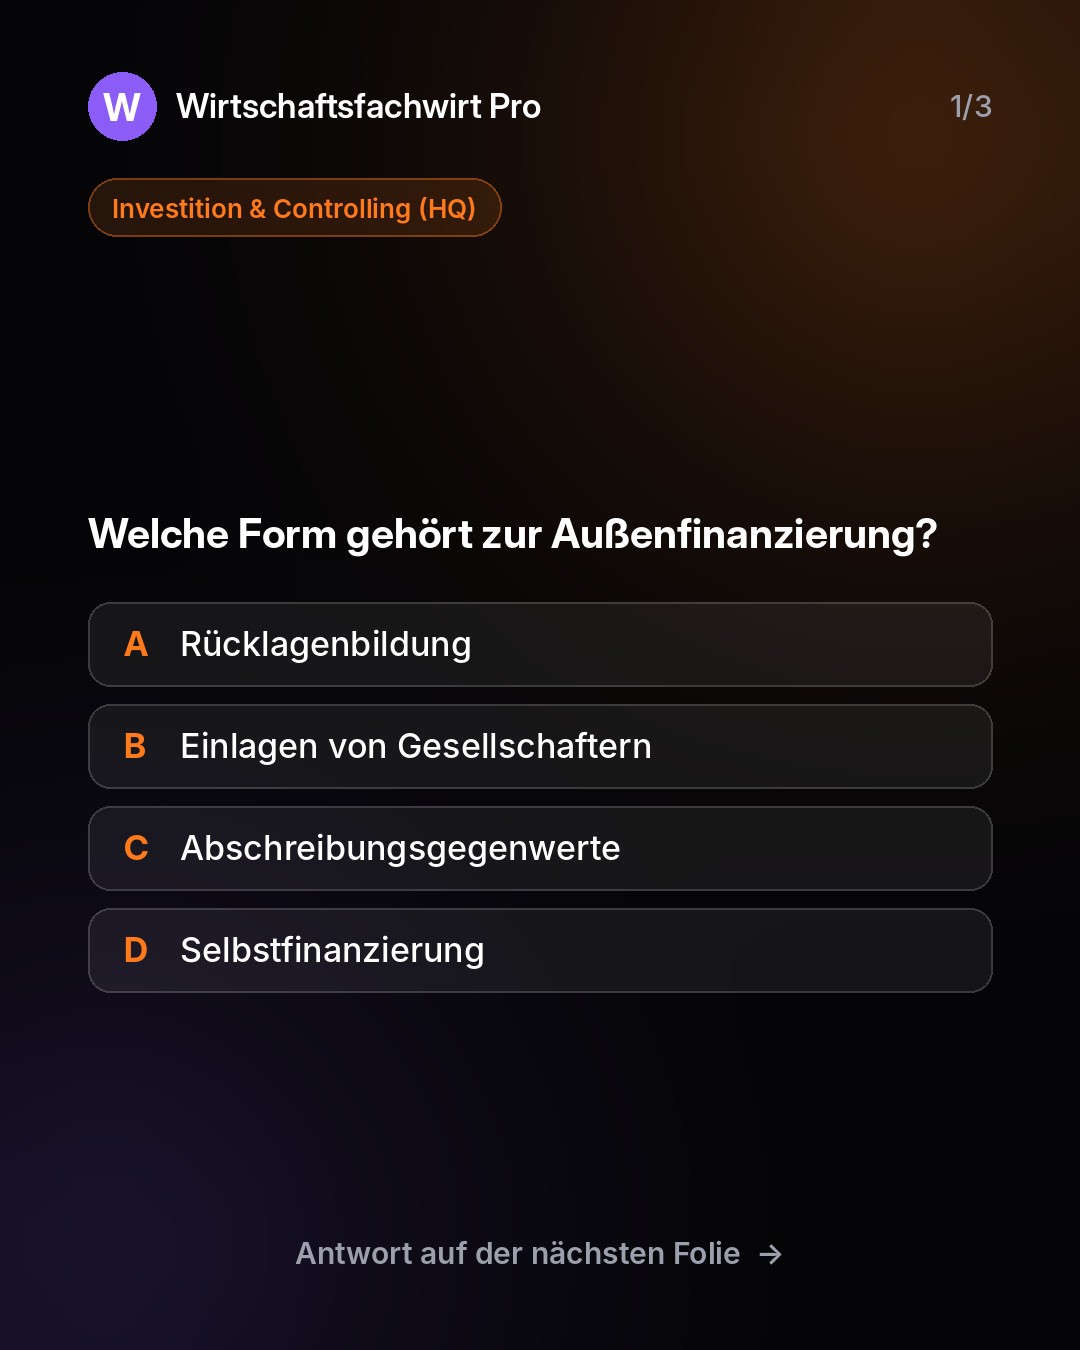 W Wirtschaftsfachwirt Pro 1/3
Investition & Controlling (HQ)
Welche Form gehört zur Außenfinanzierung?
A Rücklagenbildung
B Einlagen von Gesellschaftern
C Abschreibungsgegenwerte
D Selbstfinanzierung
Antwort auf der nächsten Folie →